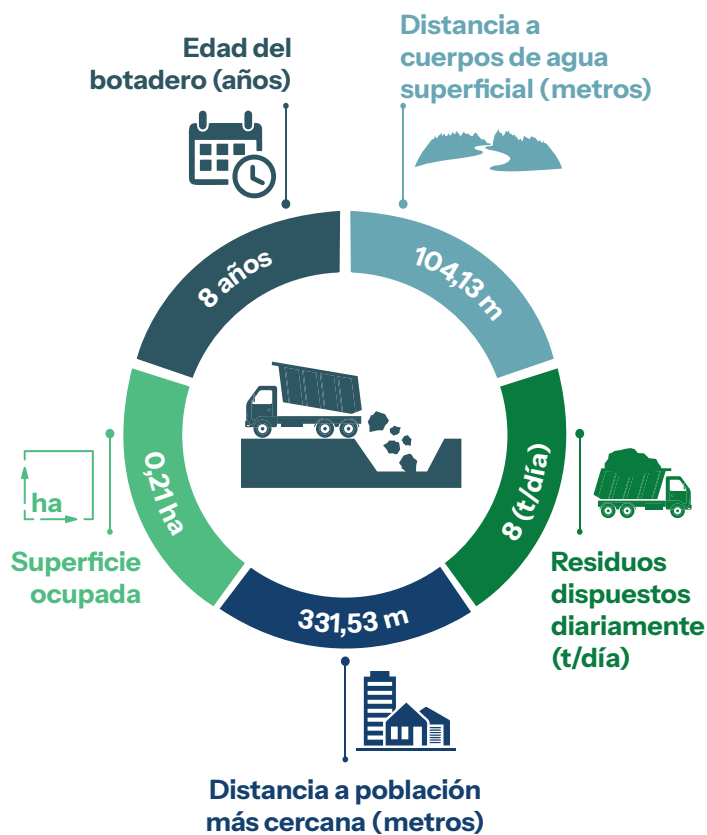 Edad del
botadero (años)
Distancia a
cuerpos de agua
superficial (metros)
8 años
104,13 m
0,21 ha
8 (t/día)
331,53 m
ha
Superficie
ocupada
Residuos
dispuestos
diariamente
(t/día)
Distancia a población
más cercana (metros)